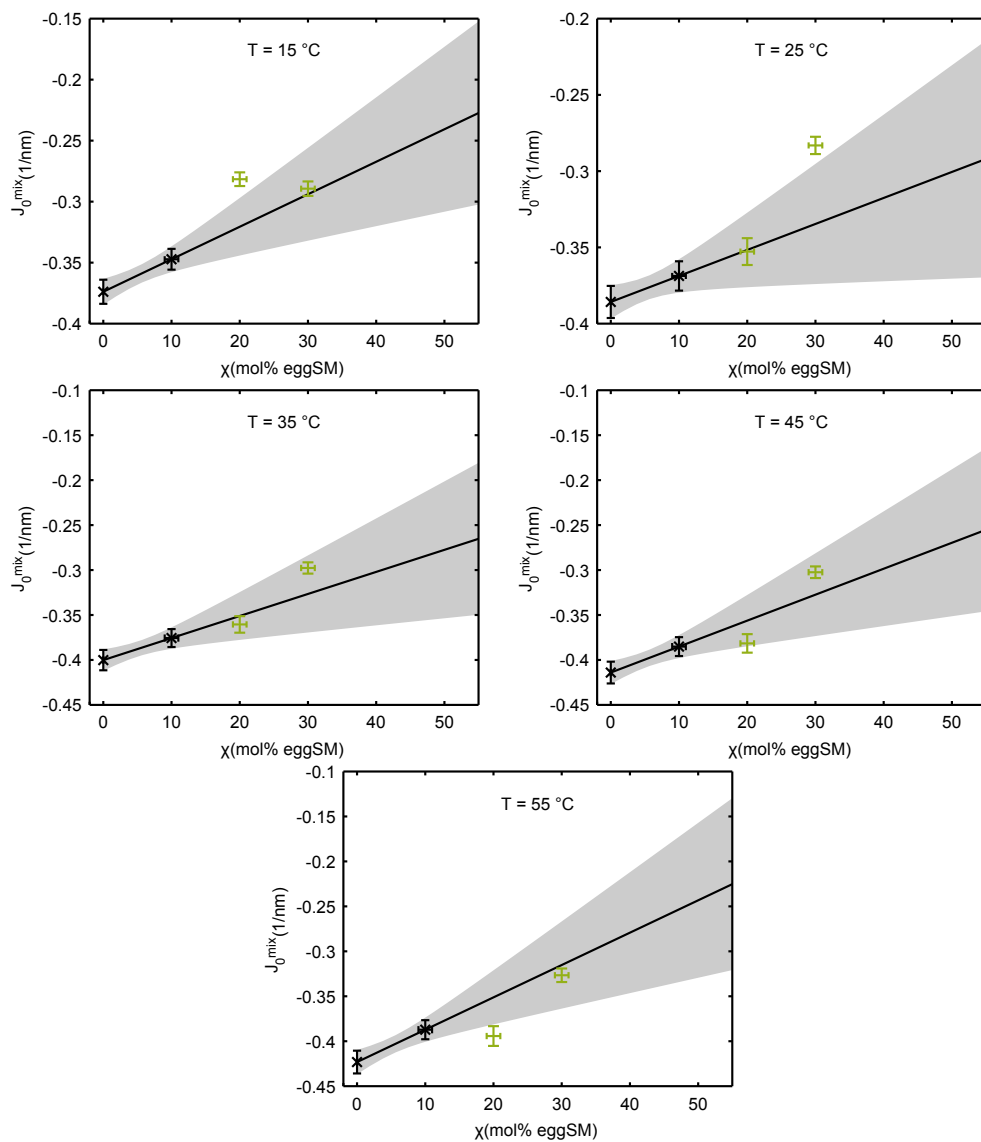 T = 15 °C
J₀ᵐⁱˣ(1/nm)
-0.15
-0.2
-0.25
-0.3
-0.35
-0.4
0 10 20 30 40 50
χ(mol% eggSM)
T = 25 °C
J₀ᵐⁱˣ(1/nm)
-0.2
-0.25
-0.3
-0.35
-0.4
0 10 20 30 40 50
χ(mol% eggSM)
T = 35 °C
J₀ᵐⁱˣ(1/nm)
-0.1
-0.15
-0.2
-0.25
-0.3
-0.35
-0.4
-0.45
0 10 20 30 40 50
χ(mol% eggSM)
T = 45 °C
J₀ᵐⁱˣ(1/nm)
-0.1
-0.15
-0.2
-0.25
-0.3
-0.35
-0.4
-0.45
0 10 20 30 40 50
χ(mol% eggSM)
T = 55 °C
J₀ᵐⁱˣ(1/nm)
-0.1
-0.15
-0.2
-0.25
-0.3
-0.35
-0.4
-0.45
0 10 20 30 40 50
χ(mol% eggSM)